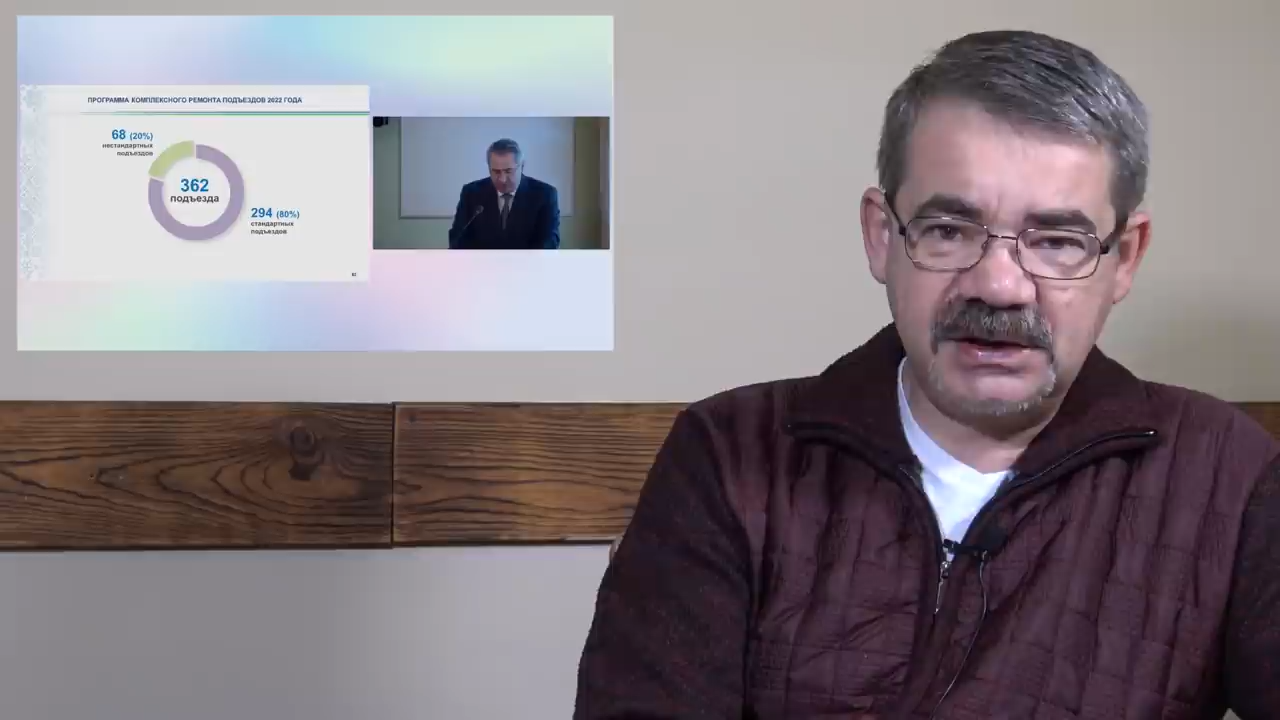 ПРОГРАММА КОМПЛЕКСНОГО РЕМОНТА ПОДЪЕЗДОВ 2022 ГОДА
68 (20%)
нестандартных
подъездов
362
подъезда
294 (80%)
стандартных
подъездов